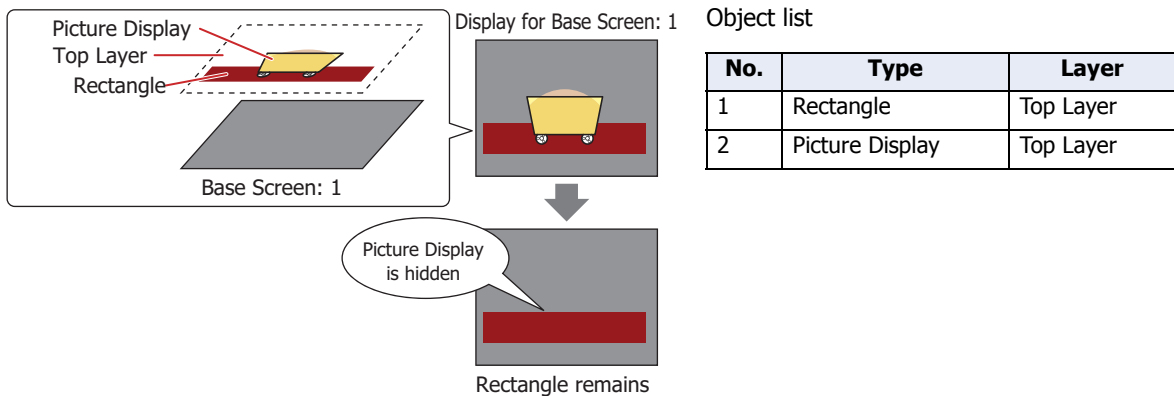 Picture Display
Top Layer
Rectangle
Base Screen: 1
Display for Base Screen: 1
Picture Display
is hidden
Rectangle remains
Object list
No. Type Layer
1 Rectangle Top Layer
2 Picture Display Top Layer